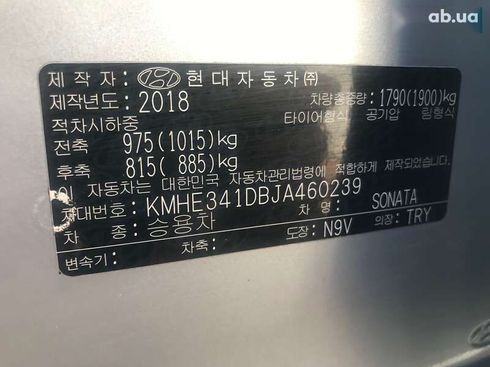 ab.ua
제 작 자 : HYUNDAI 현대자동차㈜
제작년도 : 2018 차량총중량 : 1790(1900)kg
적차시하중 타이어형식 공기압 림형식
전축 975(1015)kg
후축 815( 885)kg
이 자동차는 대한민국 자동차관리법령에 적합하게 제작되었습니다.
차대번호: KMHE341DBJA460239 차 명: SONATA
차 종: 승용차 도장: N9V 의장: TRY
변속기: 차축: